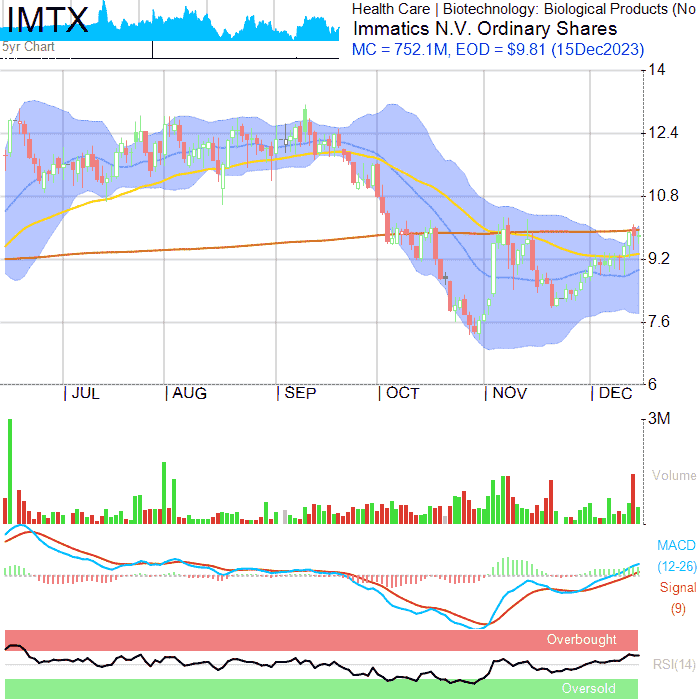 IMTX
5yr Chart
Health Care | Biotechnology: Biological Products (No
Immatics N.V. Ordinary Shares
MC = 752.1M, EOD = $9.81 (15Dec2023)
14
12.4
10.8
9.2
7.6
6
JUL AUG SEP OCT NOV DEC
3M
Volume
MACD
(12-26)
Signal
(9)
Overbought
RSI(14)
Oversold